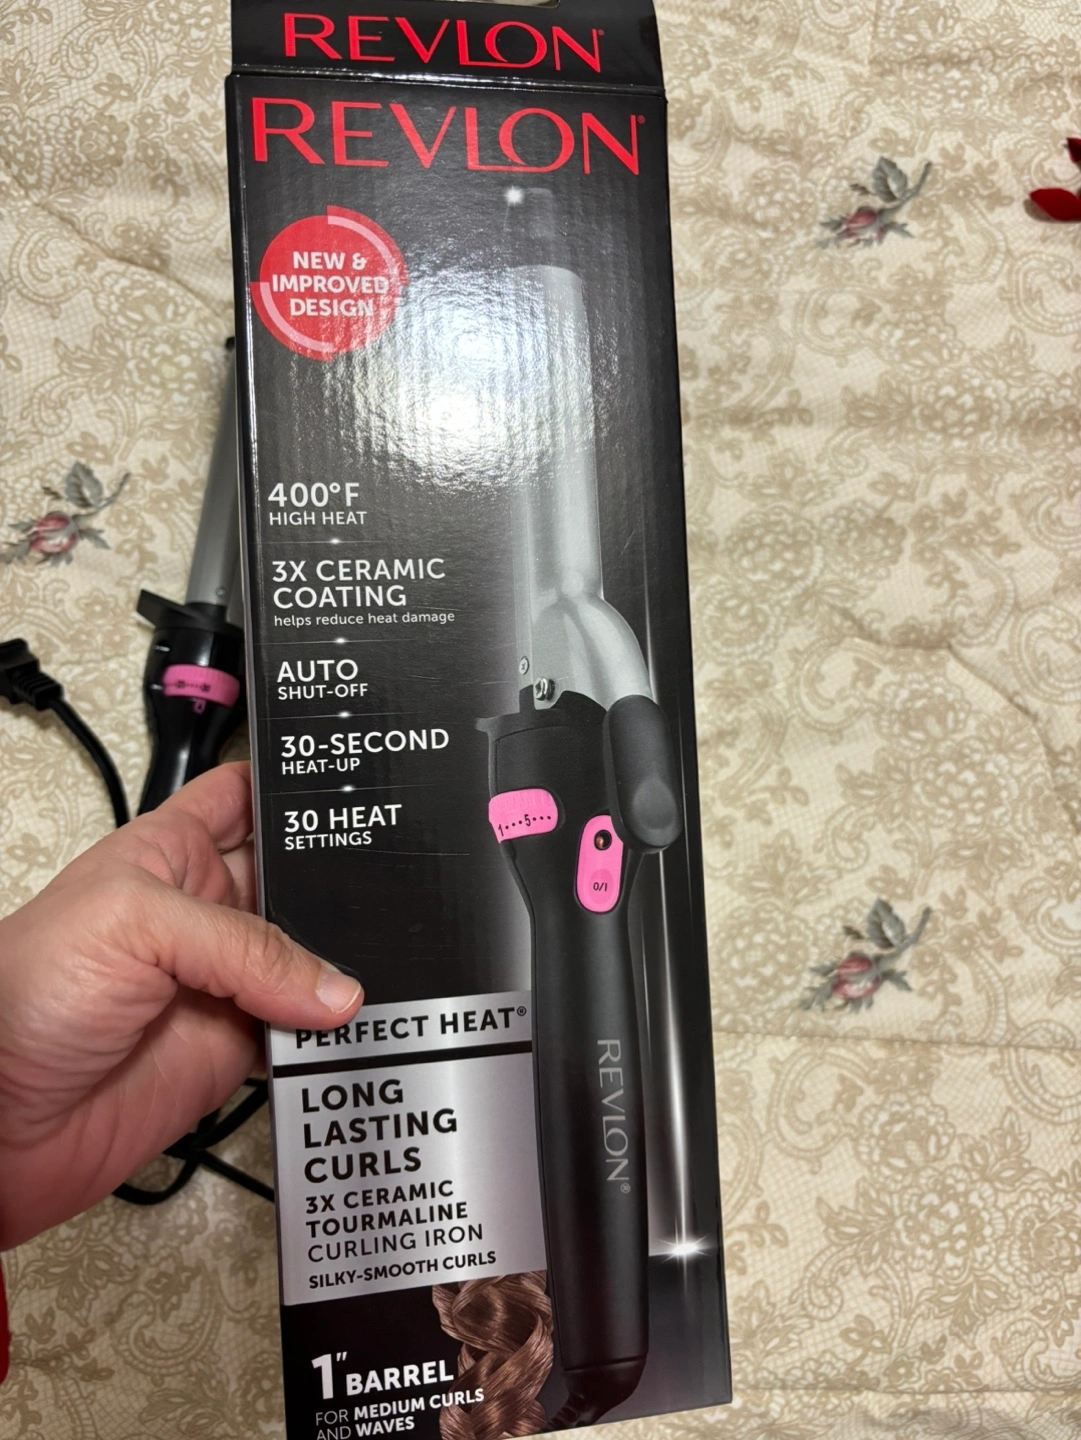 REVLON®
REVLON®
NEW &
IMPROVED
DESIGN
400°F
HIGH HEAT
3X CERAMIC
COATING
helps reduce heat damage
AUTO
SHUT-OFF
30-SECOND
HEAT-UP
30 HEAT
SETTINGS
1•••5•••
0/I
PERFECT HEAT®
REVLON®
LONG
LASTING
CURLS
3X CERAMIC
TOURMALINE
CURLING IRON
SILKY-SMOOTH CURLS
1" BARREL
FOR MEDIUM CURLS
AND WAVES